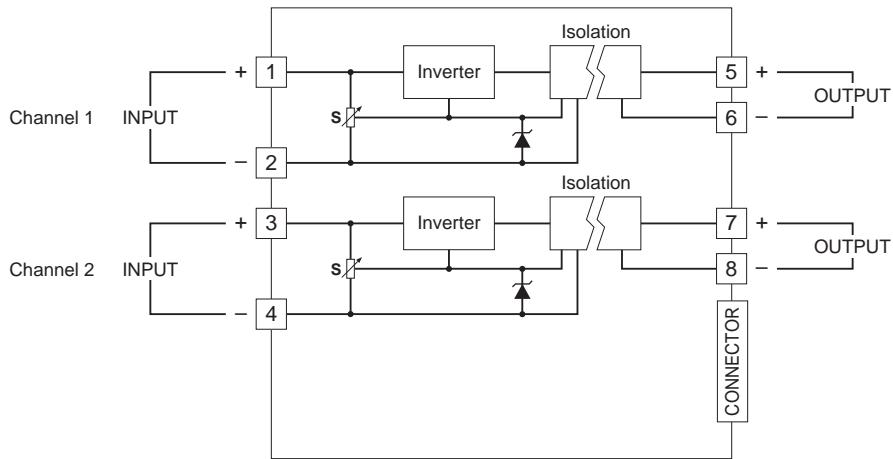 Isolation
+ 1 Inverter 5 +
S OUTPUT
Channel 1 INPUT 6 –
– 2
Isolation
+ 3 Inverter 7 +
S OUTPUT
Channel 2 INPUT 8 –
– 4
CONNECTOR